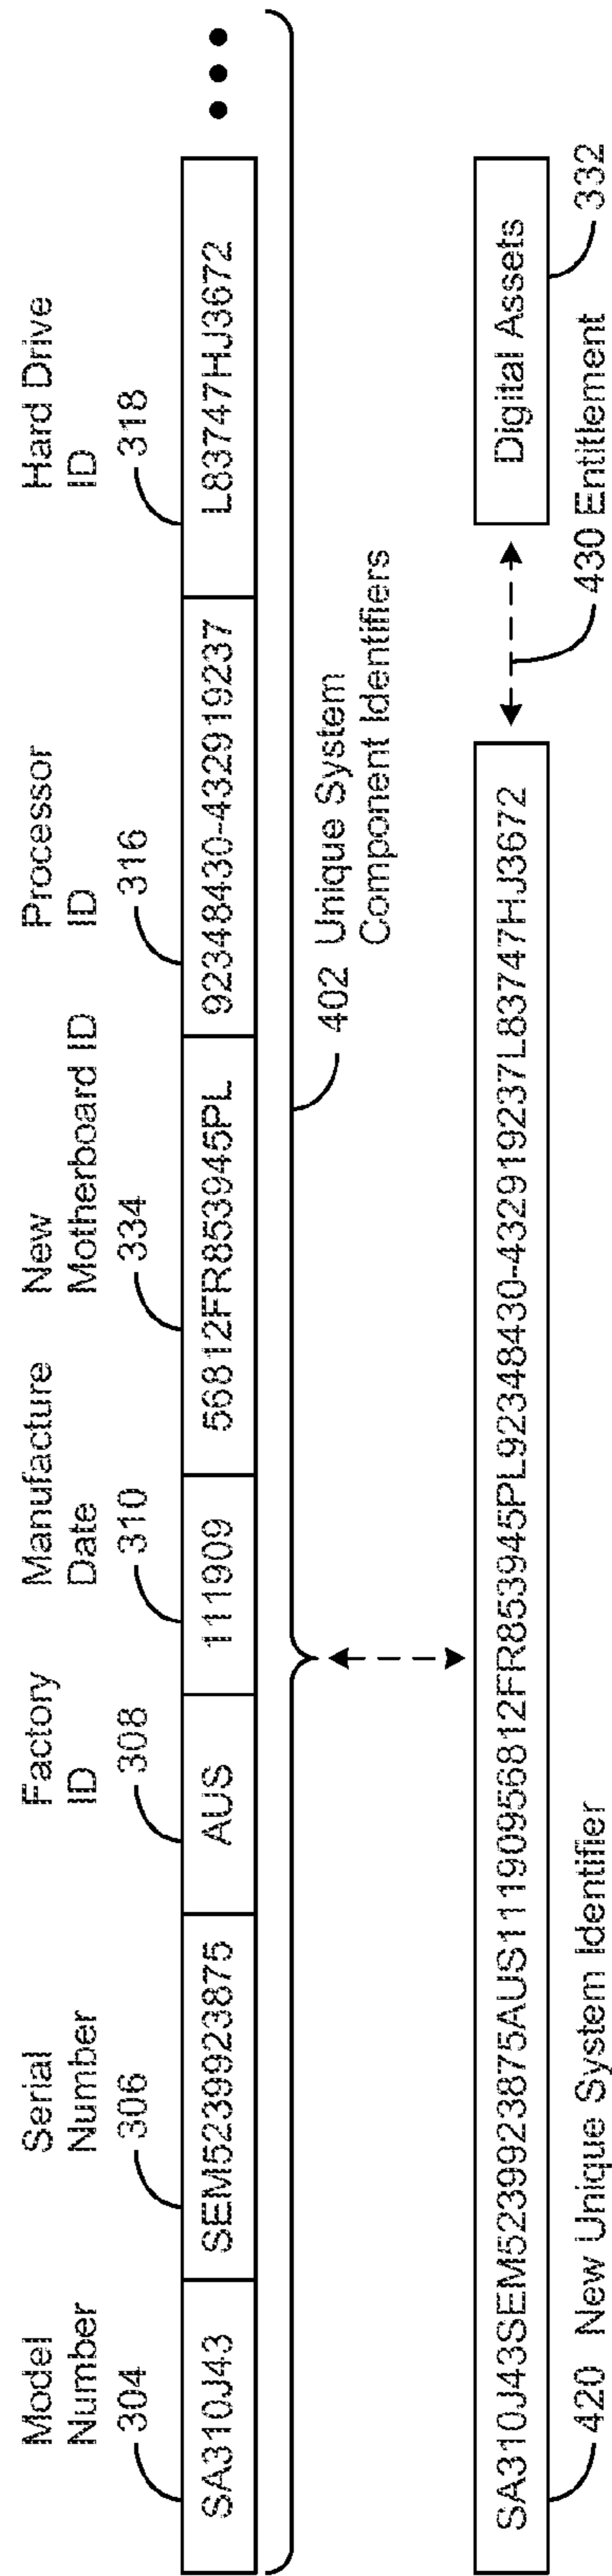 Model Number
304
Serial Number
306
Factory ID
308
Manufacture Date
310
New Motherboard ID
334
Processor ID
316
Hard Drive ID
318
SA310J43
SEM5239923875
AUS
111909
56812FR853945PL
92348430-432919237
L83747HJ3672
402 Unique System
Component Identifiers
SA310J43SEM5239923875AUS11190956812FR853945PL92348430-432919237L83747HJ3672
Digital Assets
420 New Unique System Identifier
430 Entitlement
332